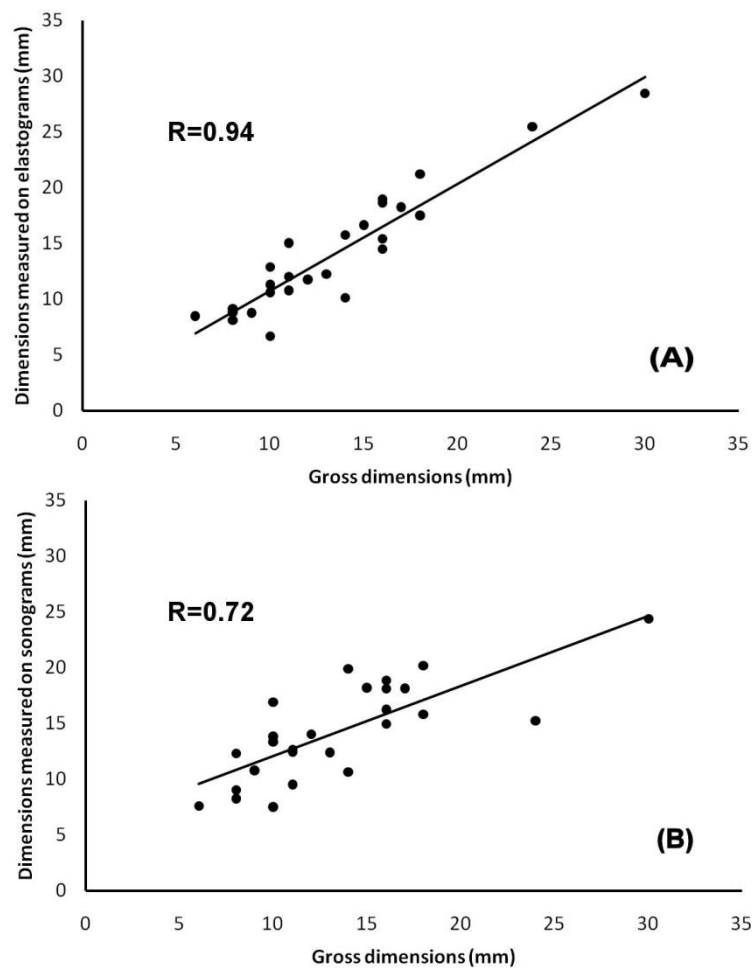 35
30
25
20
15
10
5
0
Dimensions measured on elastograms (mm)
R=0.94
(A)
0 5 10 15 20 25 30 35
Gross dimensions (mm)
35
30
25
20
15
10
5
0
Dimensions measured on sonograms (mm)
R=0.72
(B)
0 5 10 15 20 25 30 35
Gross dimensions (mm)